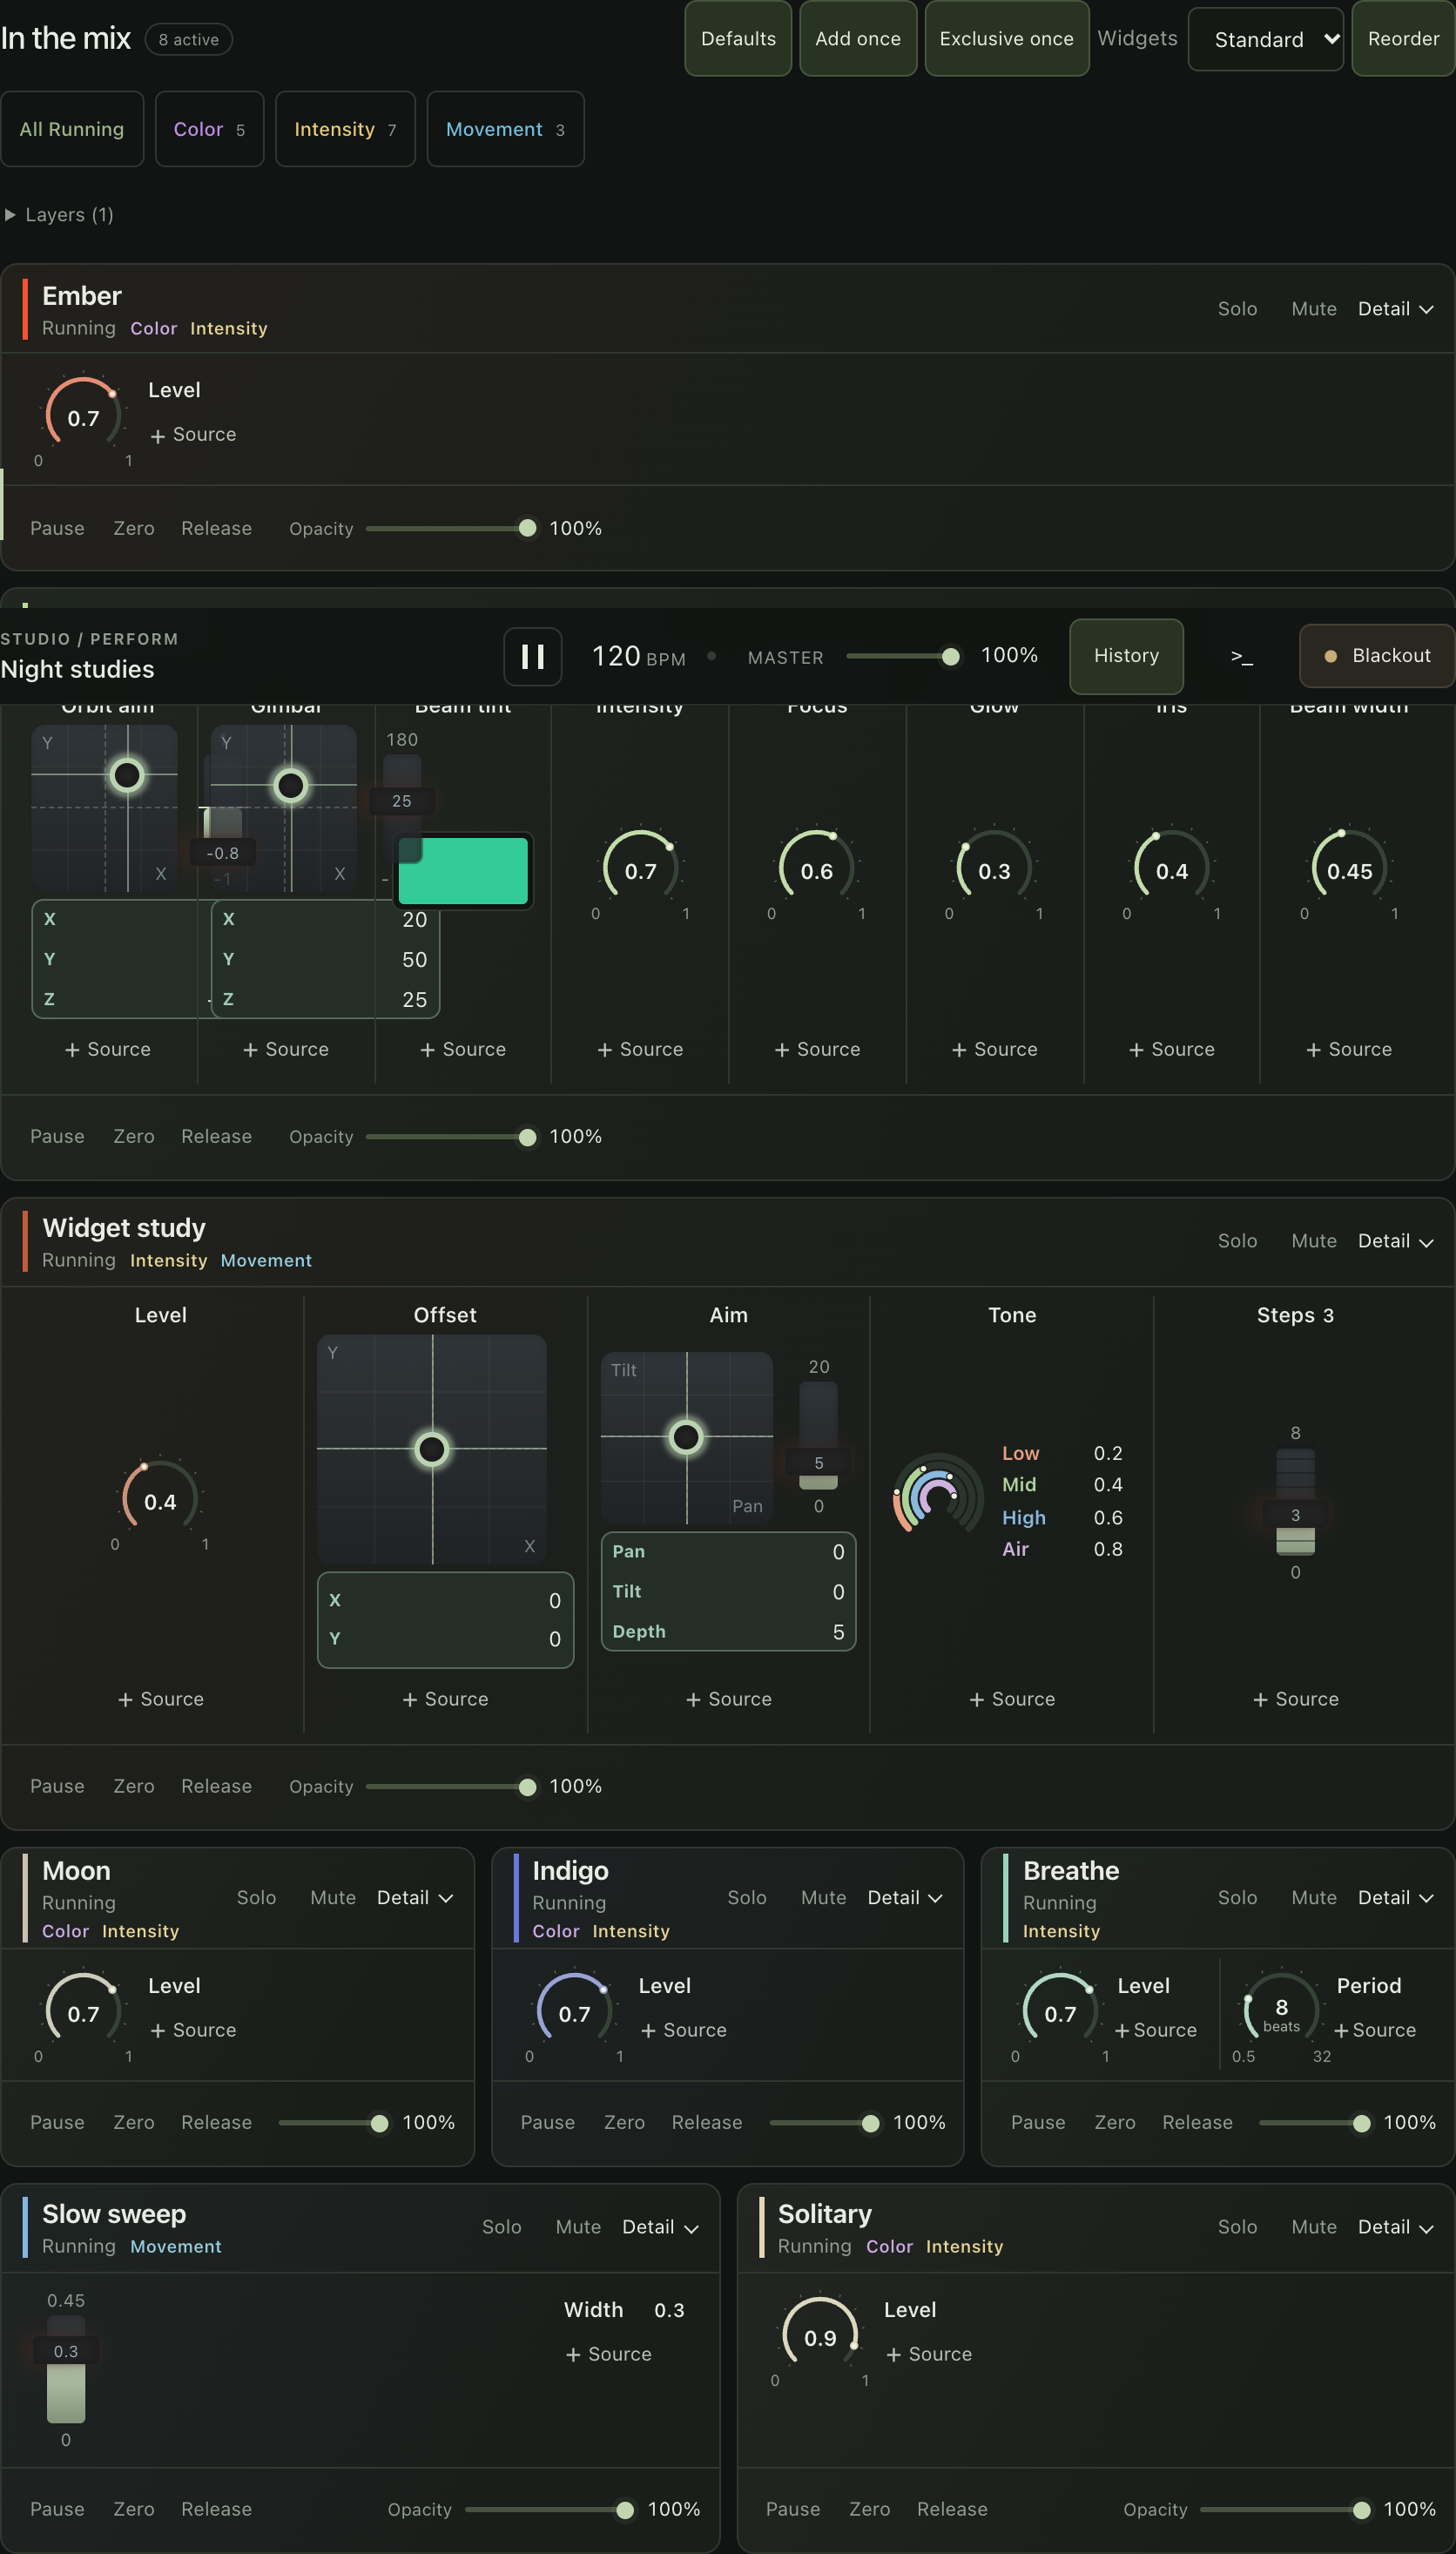 In the mix 8 active Defaults Add once Exclusive once Widgets Standard Reorder
All Running Color 5 Intensity 7 Movement 3
Layers (1)
Ember
Running Color Intensity
Solo Mute Detail
0.7 Level
+ Source
0 1
Pause Zero Release Opacity 100%
STUDIO / PERFORM
Night studies
120 BPM MASTER 100% History >_ Blackout
Orbit aim Gimbal Beam tint Intensity Focus Glow Iris Beam width
Y Y 180
25
-0.8
X -1 X -
0.7 0.6 0.3 0.4 0.45
0 1 0 1 0 1 0 1 0 1
X X 20
Y Y 50
Z - Z 25
+ Source + Source + Source + Source + Source + Source + Source + Source
Pause Zero Release Opacity 100%
Widget study
Running Intensity Movement
Solo Mute Detail
Level Offset Aim Tone Steps 3
0.4
0 1
Y
X
X 0
Y 0
Tilt
Pan
20
5
0
Pan 0
Tilt 0
Depth 5
Low 0.2
Mid 0.4
High 0.6
Air 0.8
8
3
0
+ Source + Source + Source + Source + Source
Pause Zero Release Opacity 100%
Moon
Running
Color Intensity
Solo Mute Detail
0.7 Level
+ Source
0 1
Pause Zero Release 100%
Indigo
Running
Color Intensity
Solo Mute Detail
0.7 Level
+ Source
0 1
Pause Zero Release 100%
Breathe
Running
Intensity
Solo Mute Detail
0.7 Level
+ Source
0 1
8 beats Period
+ Source
0.5 32
Pause Zero Release 100%
Slow sweep
Running Movement
Solo Mute Detail
0.45
0.3
0
Width 0.3
+ Source
Pause Zero Release Opacity 100%
Solitary
Running Color Intensity
Solo Mute Detail
0.9 Level
+ Source
0 1
Pause Zero Release Opacity 100%